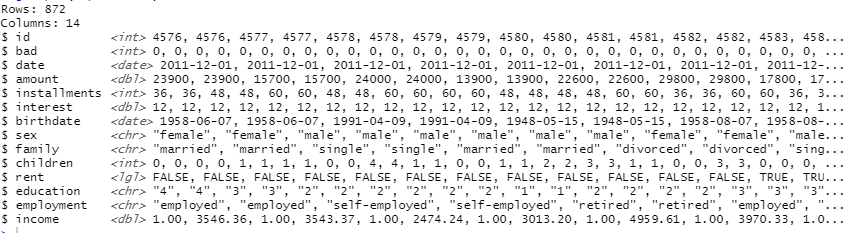 Rows: 872
Columns: 14
$ id <int> 4576, 4576, 4577, 4577, 4578, 4578, 4579, 4579, 4580, 4580, 4581, 4581, 4582, 4582, 4583, 458...
$ bad <int> 0, 0, 0, 0, 0, 0, 0, 0, 0, 0, 0, 0, 0, 0, 0, 0, 0, 0, 0, 0, 0, 0, 0, 0, 0, 0, 0, 0, 0, 0, 0, ...
$ date <date> 2011-12-01, 2011-12-01, 2011-12-01, 2011-12-01, 2011-12-01, 2011-12-01, 2011-12-01, 2011-12-...
$ amount <dbl> 23900, 23900, 15700, 15700, 24000, 24000, 13900, 13900, 22600, 22600, 29800, 29800, 17800, 17...
$ installments <int> 36, 36, 48, 48, 60, 60, 48, 48, 60, 60, 60, 48, 48, 48, 48, 60, 60, 36, 36, 60, 60, 36, 3...
$ interest <dbl> 12, 12, 12, 12, 12, 12, 12, 12, 12, 12, 12, 12, 12, 12, 12, 12, 12, 12, 12, 12, 12, 12, 1...
$ birthdate <date> 1958-06-07, 1958-06-07, 1991-04-09, 1991-04-09, 1948-05-15, 1948-05-15, 1958-08-07, 1958-08-...
$ sex <chr> "female", "female", "male", "male", "male", "male", "male", "male", "female", "female", "male...
$ family <chr> "married", "married", "single", "single", "married", "married", "divorced", "divorced", "sing...
$ children <int> 0, 0, 0, 0, 1, 1, 1, 1, 0, 0, 4, 4, 1, 1, 0, 0, 1, 1, 2, 2, 3, 3, 1, 1, 0, 0, 3, 3, 0, 0, 0, ...
$ rent <lgl> FALSE, FALSE, FALSE, FALSE, FALSE, FALSE, FALSE, FALSE, FALSE, FALSE, FALSE, FALSE, TRUE, TRU...
$ education <chr> "4", "4", "3", "3", "2", "2", "2", "2", "2", "2", "1", "1", "2", "2", "2", "2", "3", "3", "3"...
$ employment <chr> "employed", "employed", "self-employed", "self-employed", "retired", "retired", "employed", "...
$ income <dbl> 1.00, 3546.36, 1.00, 3543.37, 1.00, 2474.24, 1.00, 3013.20, 1.00, 4959.61, 1.00, 3970.33, 1.0...
>